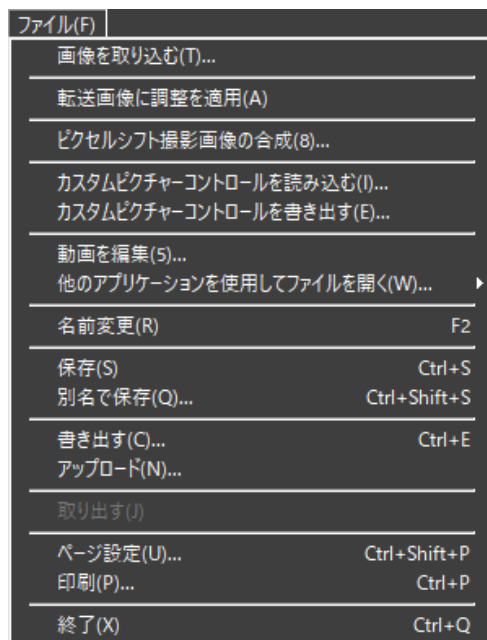 ファイル(F)
画像を取り込む(T)...
転送画像に調整を適用(A)
ピクセルシフト撮影画像の合成(8)...
カスタムピクチャーコントロールを読み込む(I)...
カスタムピクチャーコントロールを書き出す(E)...
動画を編集(5)...
他のアプリケーションを使用してファイルを開く(W)...
名前変更(R) F2
保存(S) Ctrl+S
別名で保存(Q)... Ctrl+Shift+S
書き出す(C)... Ctrl+E
アップロード(N)...
取り出す(J)
ページ設定(U)... Ctrl+Shift+P
印刷(P)... Ctrl+P
終了(X) Ctrl+Q